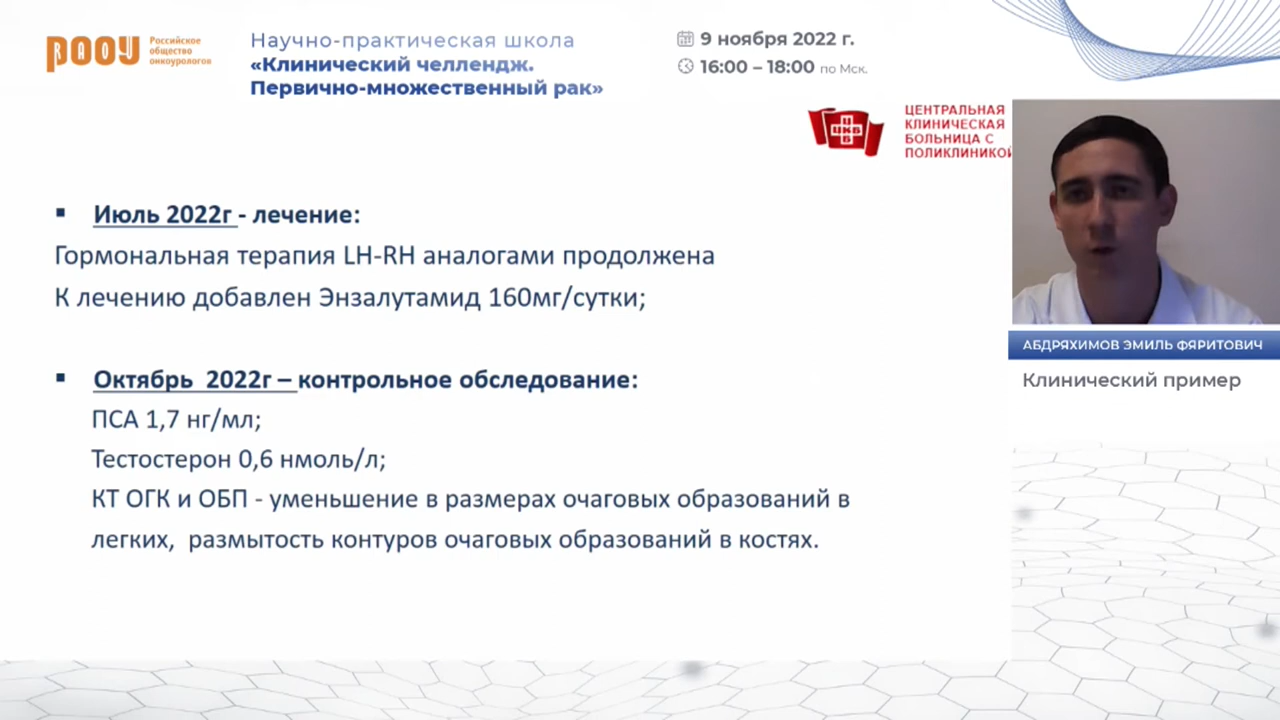 РАОУ
Российское
общество
онкоурологов
Научно-практическая школа
«Клинический челлендж.
Первично-множественный рак»
9 ноября 2022 г.
16:00 – 18:00 по Мск.
ЦКБ
ЦЕНТРАЛЬНАЯ
КЛИНИЧЕСКАЯ
БОЛЬНИЦА С
ПОЛИКЛИНИКОЙ
▪ Июль 2022г - лечение:
Гормональная терапия LH-RH аналогами продолжена
К лечению добавлен Энзалутамид 160мг/сутки;
▪ Октябрь 2022г – контрольное обследование:
ПСА 1,7 нг/мл;
Тестостерон 0,6 нмоль/л;
КТ ОГК и ОБП - уменьшение в размерах очаговых образований в
легких, размытость контуров очаговых образований в костях.
АБДРЯХИМОВ ЭМИЛЬ ФЯРИТОВИЧ
Клинический пример